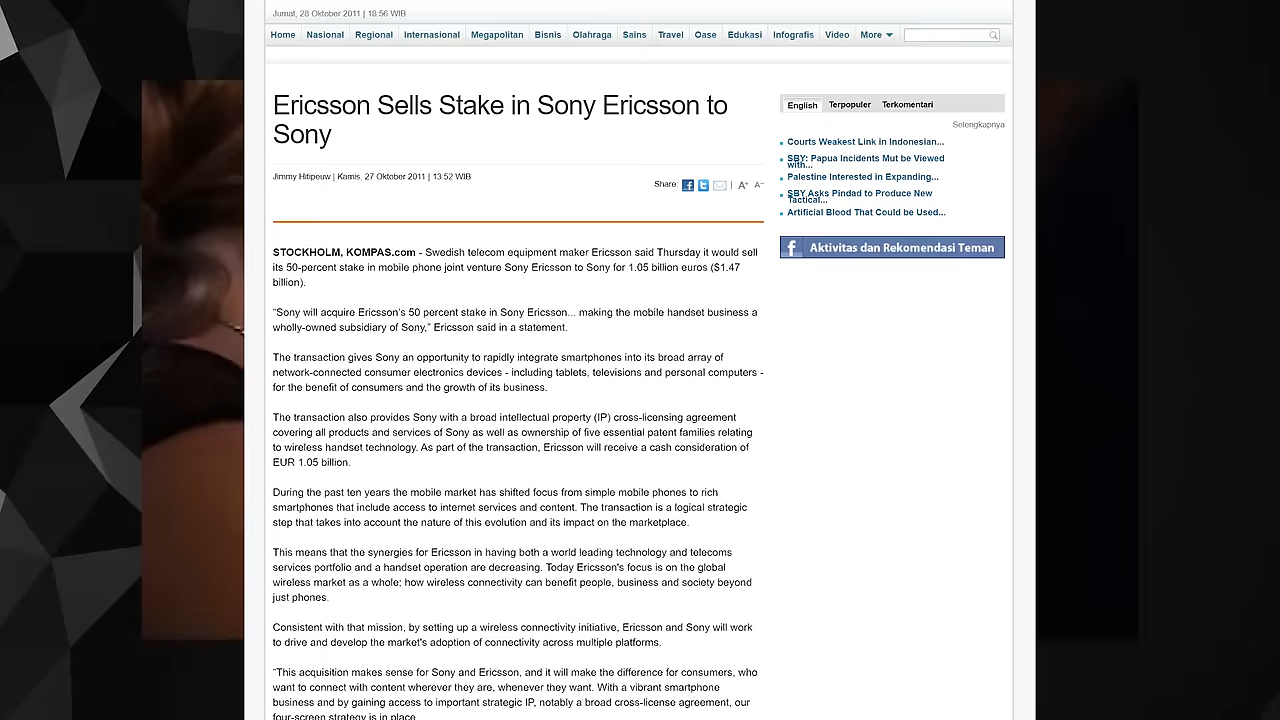 Jumat, 28 Oktober 2011 | 18:56 WIB
Home Nasional Regional Internasional Megapolitan Bisnis Olahraga Sains Travel Oase Edukasi Infografis Video More
Ericsson Sells Stake in Sony Ericsson to
Sony
Jimmy Hitipeuw | Kamis, 27 Oktober 2011 | 13:52 WIB
Share: | A+ A-
STOCKHOLM, KOMPAS.com - Swedish telecom equipment maker Ericsson said Thursday it would sell
its 50-percent stake in mobile phone joint venture Sony Ericsson to Sony for 1.05 billion euros ($1.47
billion).
"Sony will acquire Ericsson's 50 percent stake in Sony Ericsson... making the mobile handset business a
wholly-owned subsidiary of Sony," Ericsson said in a statement.
The transaction gives Sony an opportunity to rapidly integrate smartphones into its broad array of
network-connected consumer electronics devices - including tablets, televisions and personal computers -
for the benefit of consumers and the growth of its business.
The transaction also provides Sony with a broad intellectual property (IP) cross-licensing agreement
covering all products and services of Sony as well as ownership of five essential patent families relating
to wireless handset technology. As part of the transaction, Ericsson will receive a cash consideration of
EUR 1.05 billion.
During the past ten years the mobile market has shifted focus from simple mobile phones to rich
smartphones that include access to internet services and content. The transaction is a logical strategic
step that takes into account the nature of this evolution and its impact on the marketplace.
This means that the synergies for Ericsson in having both a world leading technology and telecoms
services portfolio and a handset operation are decreasing. Today Ericsson's focus is on the global
wireless market as a whole; how wireless connectivity can benefit people, business and society beyond
just phones.
Consistent with that mission, by setting up a wireless connectivity initiative, Ericsson and Sony will work
to drive and develop the market's adoption of connectivity across multiple platforms.
"This acquisition makes sense for Sony and Ericsson, and it will make the difference for consumers, who
want to connect with content wherever they are, whenever they want. With a vibrant smartphone
business and by gaining access to important strategic IP, notably a broad cross-license agreement, our
four-screen strategy is in place
English Terpopuler Terkomentari
Selengkapnya
Courts Weakest Link in Indonesian...
SBY: Papua Incidents Mut be Viewed
with...
Palestine Interested in Expanding...
SBY Asks Pindad to Produce New
Tactical...
Artificial Blood That Could be Used...
f Aktivitas dan Rekomendasi Teman